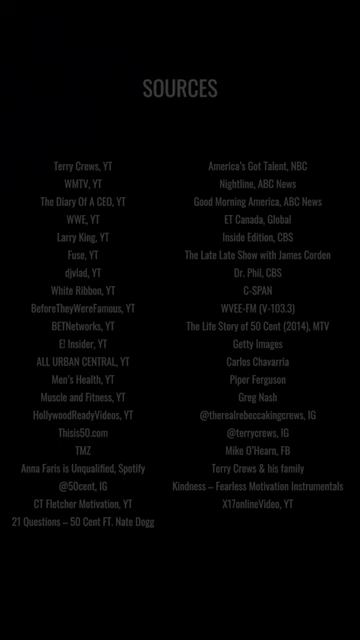 SOURCES
Terry Crews, YT
WMTV, YT
The Diary Of A CEO, YT
WWE, YT
Larry King, YT
Fuse, YT
djvlad, YT
White Ribbon, YT
BeforeTheyWereFamous, YT
BETNetworks, YT
E! Insider, YT
ALL URBAN CENTRAL, YT
Men's Health, YT
Muscle and Fitness, YT
HollywoodReadyVideos, YT
Thisis50.com
TMZ
Anna Faris is Unqualified, Spotify
@50cent, IG
CT Fletcher Motivation, YT
21 Questions – 50 Cent FT. Nate Dogg
America's Got Talent, NBC
Nightline, ABC News
Good Morning America, ABC News
ET Canada, Global
Inside Edition, CBS
The Late Late Show with James Corden
Dr. Phil, CBS
C-SPAN
WVEE-FM (V-103.3)
The Life Story of 50 Cent (2014), MTV
Getty Images
Carlos Chavarria
Piper Ferguson
Greg Nash
@therealrebeccakingcrews, IG
@terrycrews, IG
Mike O'Hearn, FB
Terry Crews & his family
Kindness – Fearless Motivation Instrumentals
X17onlineVideo, YT